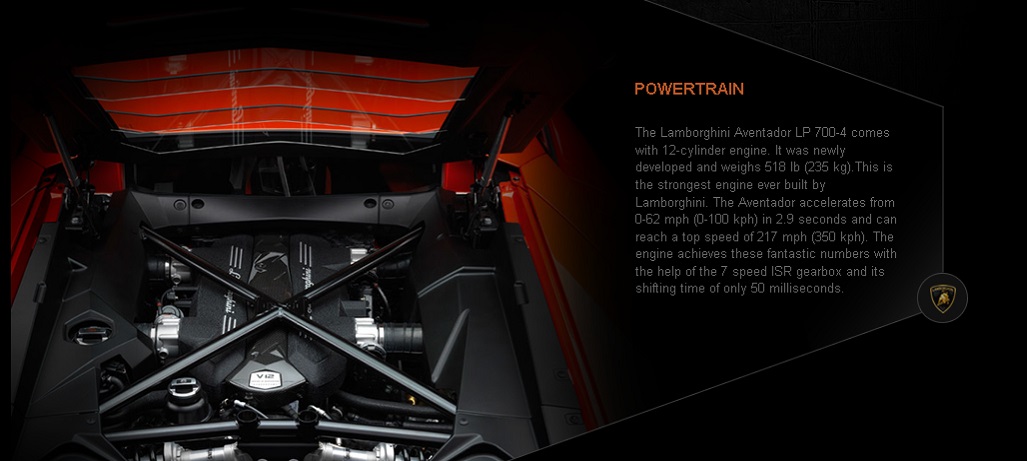 POWERTRAIN
The Lamborghini Aventador LP 700-4 comes
with 12-cylinder engine. It was newly
developed and weighs 518 lb (235 kg).This is
the strongest engine ever built by
Lamborghini. The Aventador accelerates from
0-62 mph (0-100 kph) in 2.9 seconds and can
reach a top speed of 217 mph (350 kph). The
engine achieves these fantastic numbers with
the help of the 7 speed ISR gearbox and its
shifting time of only 50 milliseconds.
V12